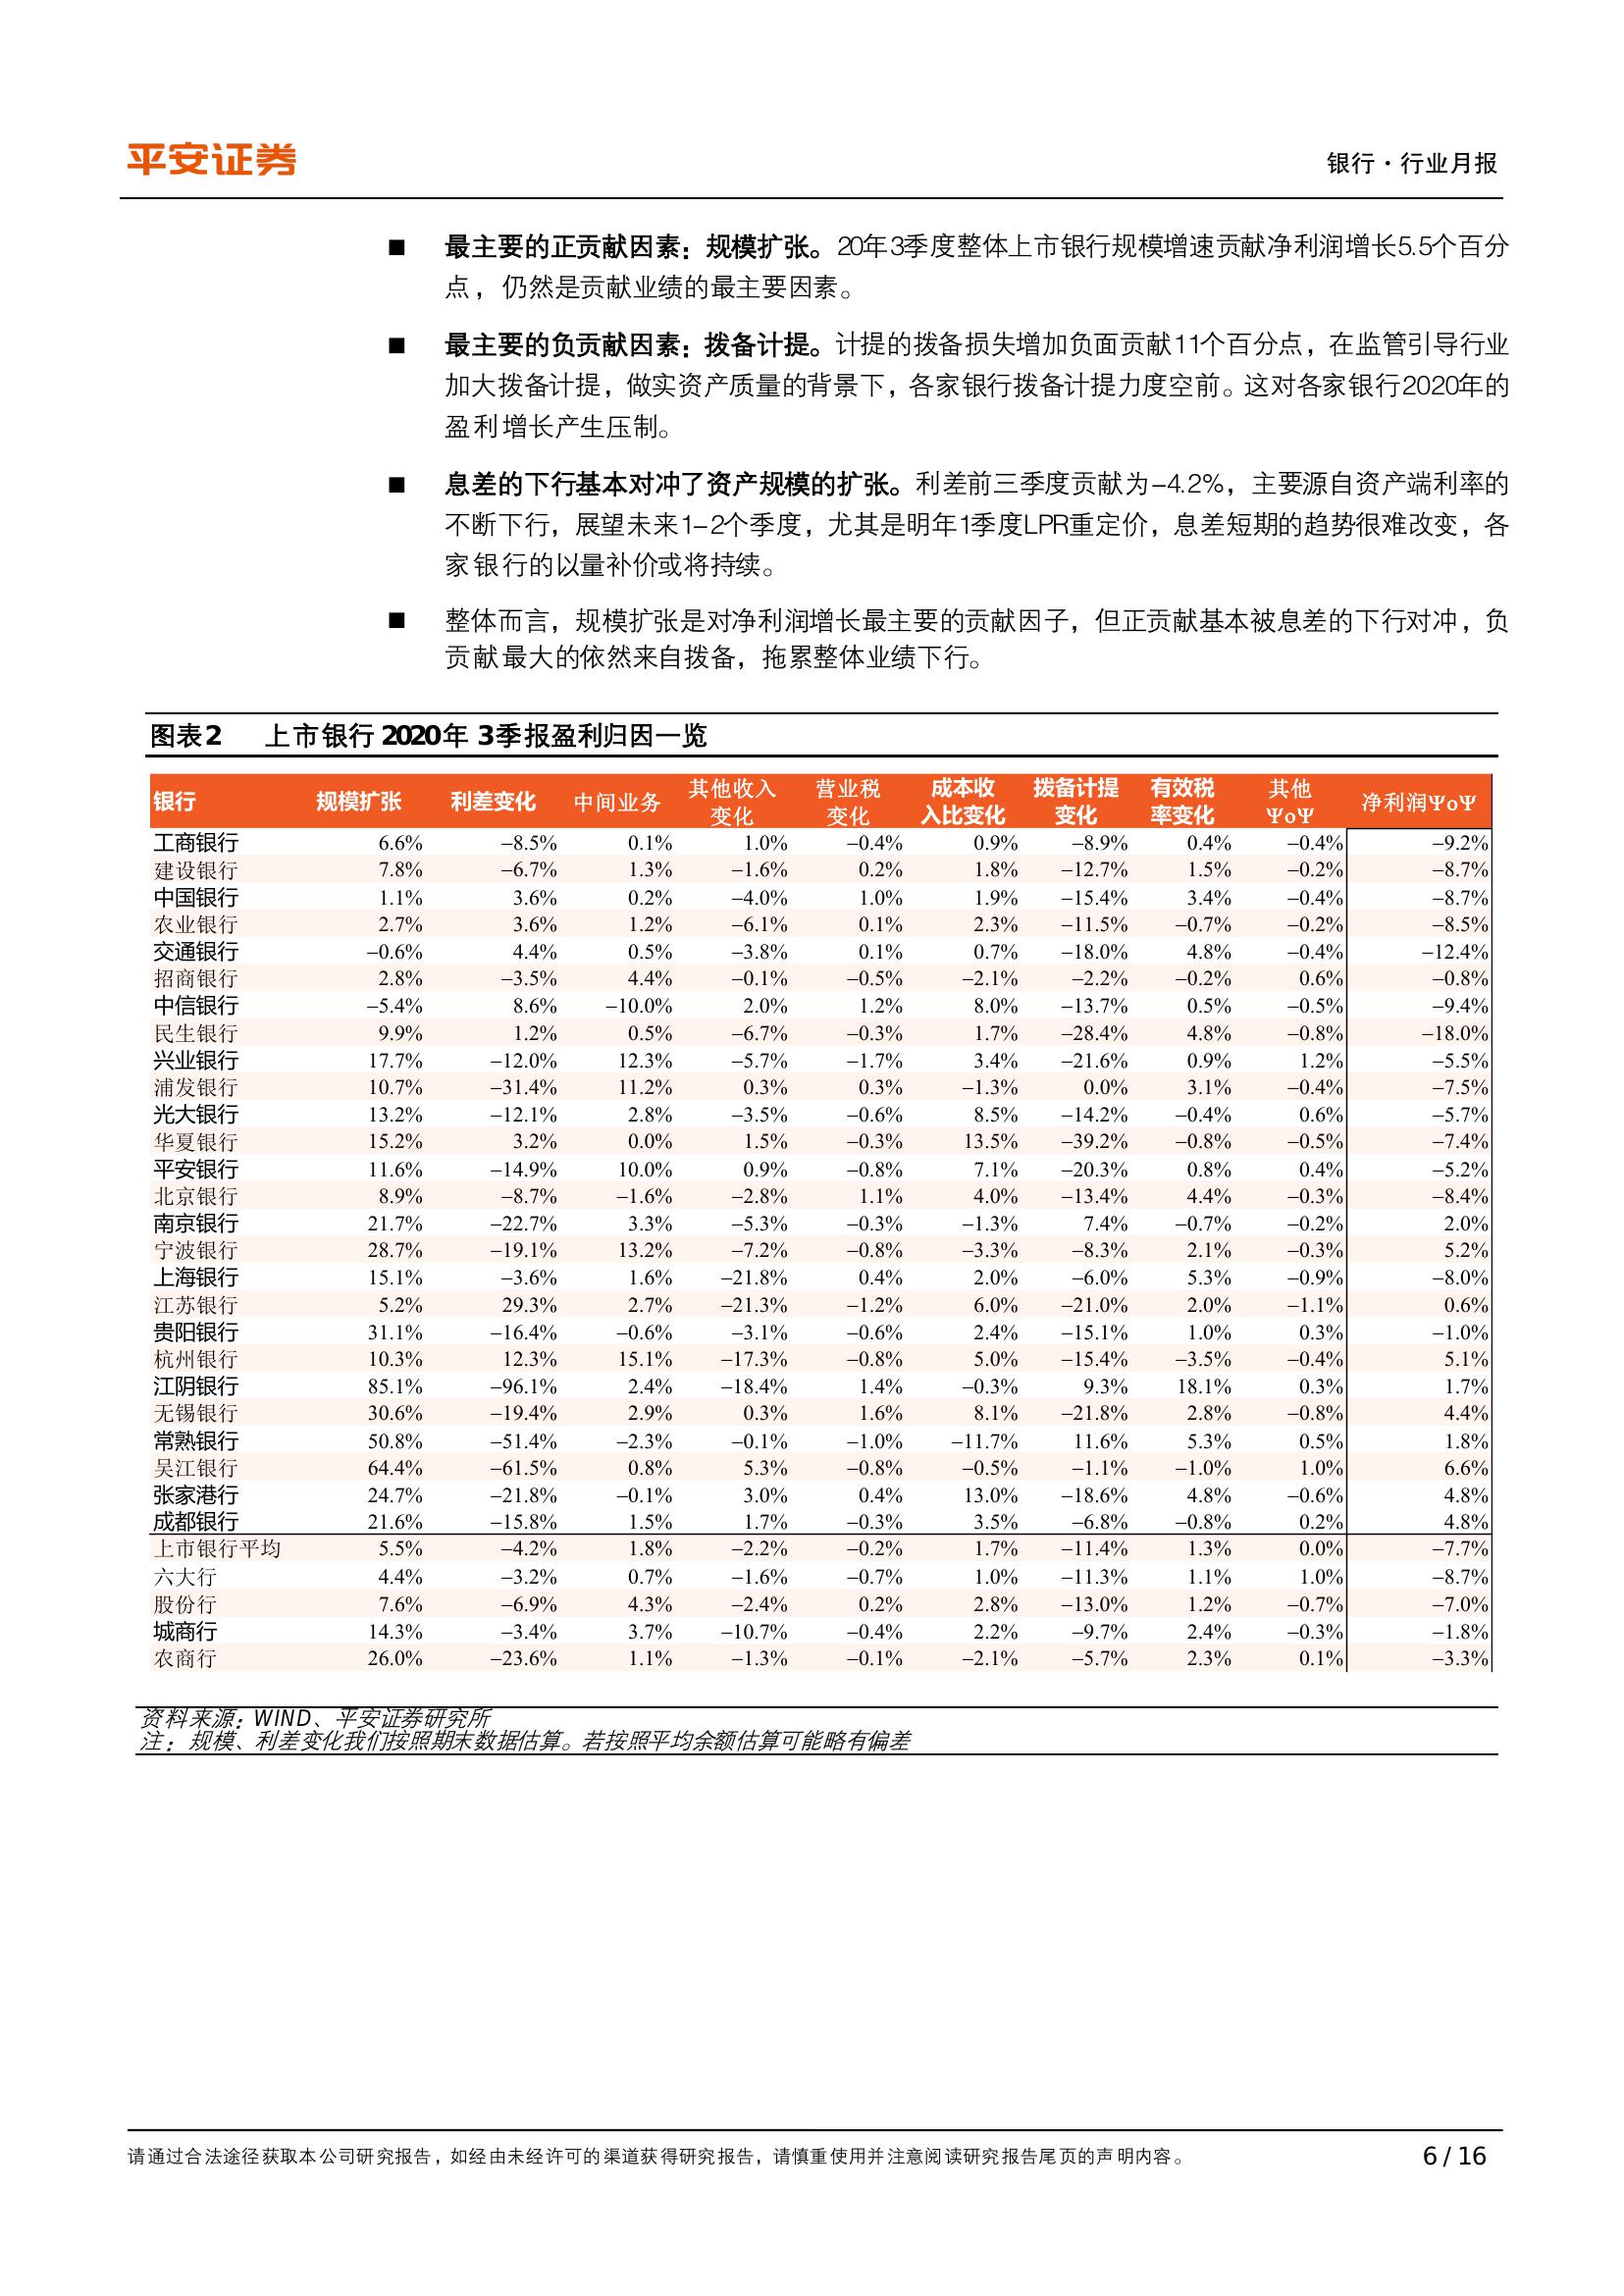 平安证券
银行·行业月报
■ 最主要的正贡献因素：规模扩张。20年3季度整体上市银行规模增速贡献净利润增长5.5个百分
点，仍然是贡献业绩的最主要因素。
■ 最主要的负贡献因素：拨备计提。计提的拨备损失增加负面贡献11个百分点，在监管引导行业
加大拨备计提，做实资产质量的背景下，各家银行拨备计提力度空前。这对各家银行2020年的
盈利增长产生压制。
■ 息差的下行基本对冲了资产规模的扩张。利差前三季度贡献为–4.2%，主要源自资产端利率的
不断下行，展望未来1–2个季度，尤其是明年1季度LPR重定价，息差短期的趋势很难改变，各
家银行的以量补价或将持续。
■ 整体而言，规模扩张是对净利润增长最主要的贡献因子，但正贡献基本被息差的下行对冲，负
贡献最大的依然来自拨备，拖累整体业绩下行。
图表2 上市银行 2020年 3季报盈利归因一览
银行 规模扩张 利差变化 中间业务 其他收入变化 营业税变化 成本收入比变化 拨备计提变化 有效税率变化 其他ΨoΨ 净利润ΨoΨ
工商银行 6.6% –8.5% 0.1% 1.0% –0.4% 0.9% –8.9% 0.4% –0.4% –9.2%
建设银行 7.8% –6.7% 1.3% –1.6% 0.2% 1.8% –12.7% 1.5% –0.2% –8.7%
中国银行 1.1% 3.6% 0.2% –4.0% 1.0% 1.9% –15.4% 3.4% –0.4% –8.7%
农业银行 2.7% 3.6% 1.2% –6.1% 0.1% 2.3% –11.5% –0.7% –0.2% –8.5%
交通银行 –0.6% 4.4% 0.5% –3.8% 0.1% 0.7% –18.0% 4.8% –0.4% –12.4%
招商银行 2.8% –3.5% 4.4% –0.1% –0.5% –2.1% –2.2% –0.2% 0.6% –0.8%
中信银行 –5.4% 8.6% –10.0% 2.0% 1.2% 8.0% –13.7% 0.5% –0.5% –9.4%
民生银行 9.9% 1.2% 0.5% –6.7% –0.3% 1.7% –28.4% 4.8% –0.8% –18.0%
兴业银行 17.7% –12.0% 12.3% –5.7% –1.7% 3.4% –21.6% 0.9% 1.2% –5.5%
浦发银行 10.7% –31.4% 11.2% 0.3% 0.3% –1.3% 0.0% 3.1% –0.4% –7.5%
光大银行 13.2% –12.1% 2.8% –3.5% –0.6% 8.5% –14.2% –0.4% 0.6% –5.7%
华夏银行 15.2% 3.2% 0.0% 1.5% –0.3% 13.5% –39.2% –0.8% –0.5% –7.4%
平安银行 11.6% –14.9% 10.0% 0.9% –0.8% 7.1% –20.3% 0.8% 0.4% –5.2%
北京银行 8.9% –8.7% –1.6% –2.8% 1.1% 4.0% –13.4% 4.4% –0.3% –8.4%
南京银行 21.7% –22.7% 3.3% –5.3% –0.3% –1.3% 7.4% –0.7% –0.2% 2.0%
宁波银行 28.7% –19.1% 13.2% –7.2% –0.8% –3.3% –8.3% 2.1% –0.3% 5.2%
上海银行 15.1% –3.6% 1.6% –21.8% 0.4% 2.0% –6.0% 5.3% –0.9% –8.0%
江苏银行 5.2% 29.3% 2.7% –21.3% –1.2% 6.0% –21.0% 2.0% –1.1% 0.6%
贵阳银行 31.1% –16.4% –0.6% –3.1% –0.6% 2.4% –15.1% 1.0% 0.3% –1.0%
杭州银行 10.3% 12.3% 15.1% –17.3% –0.8% 5.0% –15.4% –3.5% –0.4% 5.1%
江阴银行 85.1% –96.1% 2.4% –18.4% 1.4% –0.3% 9.3% 18.1% 0.3% 1.7%
无锡银行 30.6% –19.4% 2.9% 0.3% 1.6% 8.1% –21.8% 2.8% –0.8% 4.4%
常熟银行 50.8% –51.4% –2.3% –0.1% –1.0% –11.7% 11.6% 5.3% 0.5% 1.8%
吴江银行 64.4% –61.5% 0.8% 5.3% –0.8% –0.5% –1.1% –1.0% 1.0% 6.6%
张家港行 24.7% –21.8% –0.1% 3.0% 0.4% 13.0% –18.6% 4.8% –0.6% 4.8%
成都银行 21.6% –15.8% 1.5% 1.7% –0.3% 3.5% –6.8% –0.8% 0.2% 4.8%
上市银行平均 5.5% –4.2% 1.8% –2.2% –0.2% 1.7% –11.4% 1.3% 0.0% –7.7%
六大行 4.4% –3.2% 0.7% –1.6% –0.7% 1.0% –11.3% 1.1% 1.0% –8.7%
股份行 7.6% –6.9% 4.3% –2.4% 0.2% 2.8% –13.0% 1.2% –0.7% –7.0%
城商行 14.3% –3.4% 3.7% –10.7% –0.4% 2.2% –9.7% 2.4% –0.3% –1.8%
农商行 26.0% –23.6% 1.1% –1.3% –0.1% –2.1% –5.7% 2.3% 0.1% –3.3%
资料来源：WIND、平安证券研究所
注：规模、利差变化我们按照期末数据估算。若按照平均余额估算可能略有偏差
请通过合法途径获取本公司研究报告，如经由未经许可的渠道获得研究报告，请慎重使用并注意阅读研究报告尾页的声明内容。
6 / 16